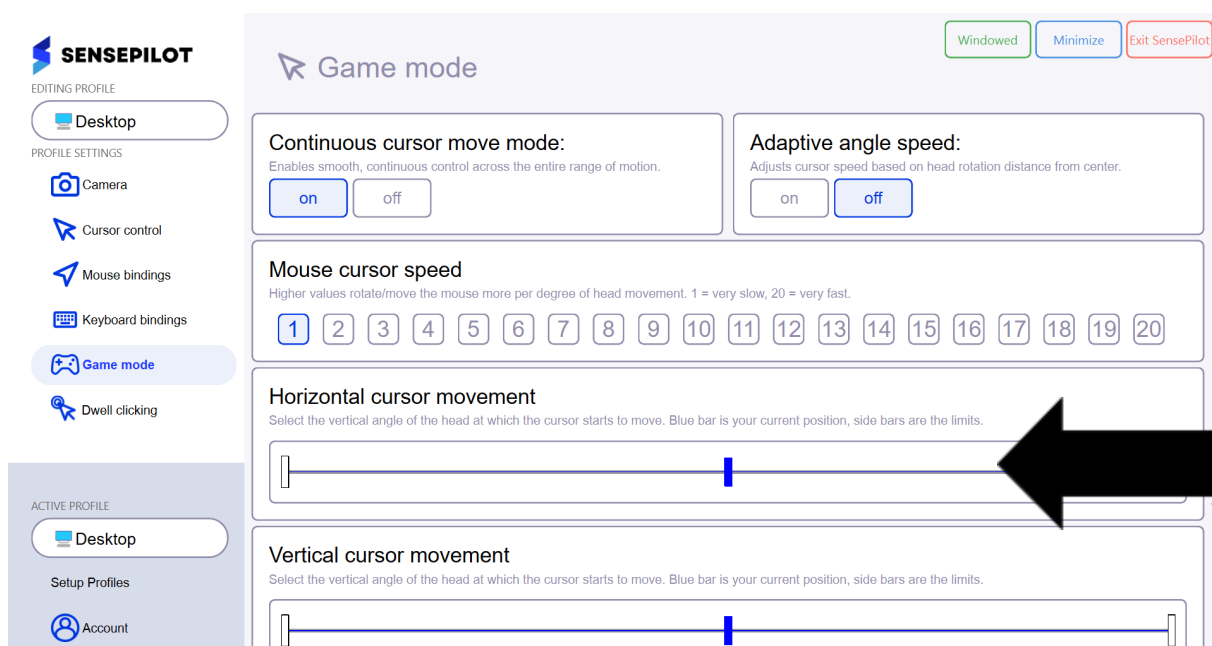 SENSEPILOT
EDITING PROFILE
Desktop
PROFILE SETTINGS
Camera
Cursor control
Mouse bindings
Keyboard bindings
Game mode
Dwell clicking
ACTIVE PROFILE
Desktop
Setup Profiles
Account
Windowed Minimize Exit SensePilot
Game mode
Continuous cursor move mode:
Enables smooth, continuous control across the entire range of motion.
on off
Adaptive angle speed:
Adjusts cursor speed based on head rotation distance from center.
on off
Mouse cursor speed
Higher values rotate/move the mouse more per degree of head movement. 1 = very slow, 20 = very fast.
1 2 3 4 5 6 7 8 9 10 11 12 13 14 15 16 17 18 19 20
Horizontal cursor movement
Select the vertical angle of the head at which the cursor starts to move. Blue bar is your current position, side bars are the limits.
Vertical cursor movement
Select the vertical angle of the head at which the cursor starts to move. Blue bar is your current position, side bars are the limits.